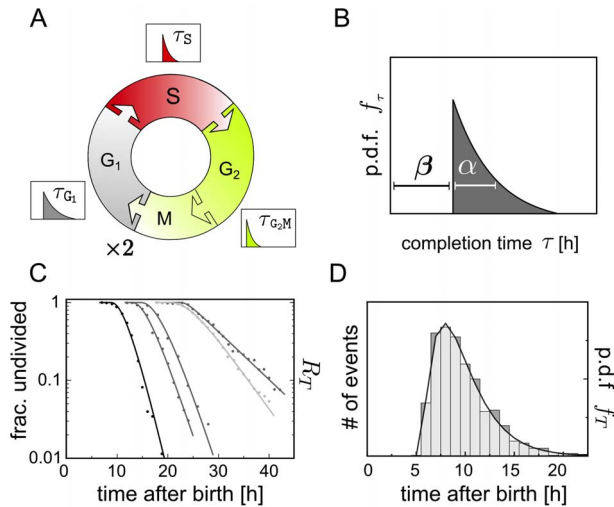 A
τS
S
G1
G2
M
τG1
τG2M
×2
B
p.d.f. fτ
β
α
completion time τ [h]
C
frac. undivided
1
0.1
0.01
0 10 20 30 40
time after birth [h]
RT
D
# of events
p.d.f fT
0 5 10 15 20
time after birth [h]